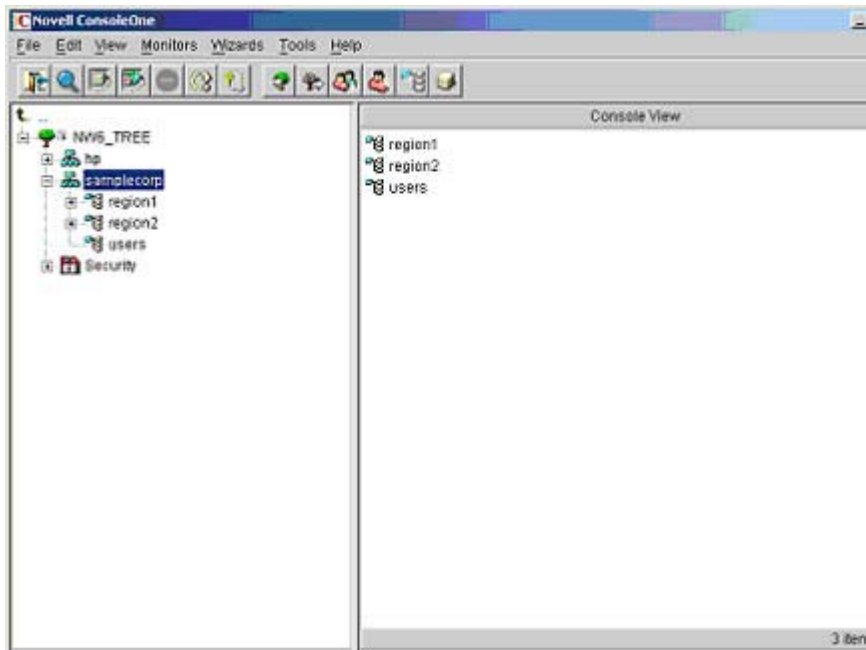 Novell ConsoleOne
File Edit View Monitors Wizards Tools Help
..
NW6_TREE
hp
samplecorp
region1
region2
users
Security
Console View
region1
region2
users
3 item